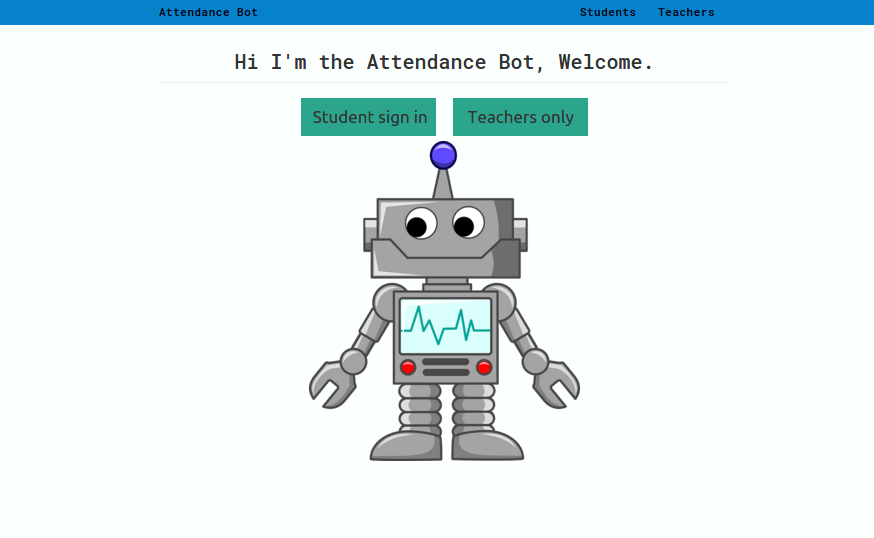 Attendance Bot Students Teachers
Hi I'm the Attendance Bot, Welcome.
Student sign in Teachers only